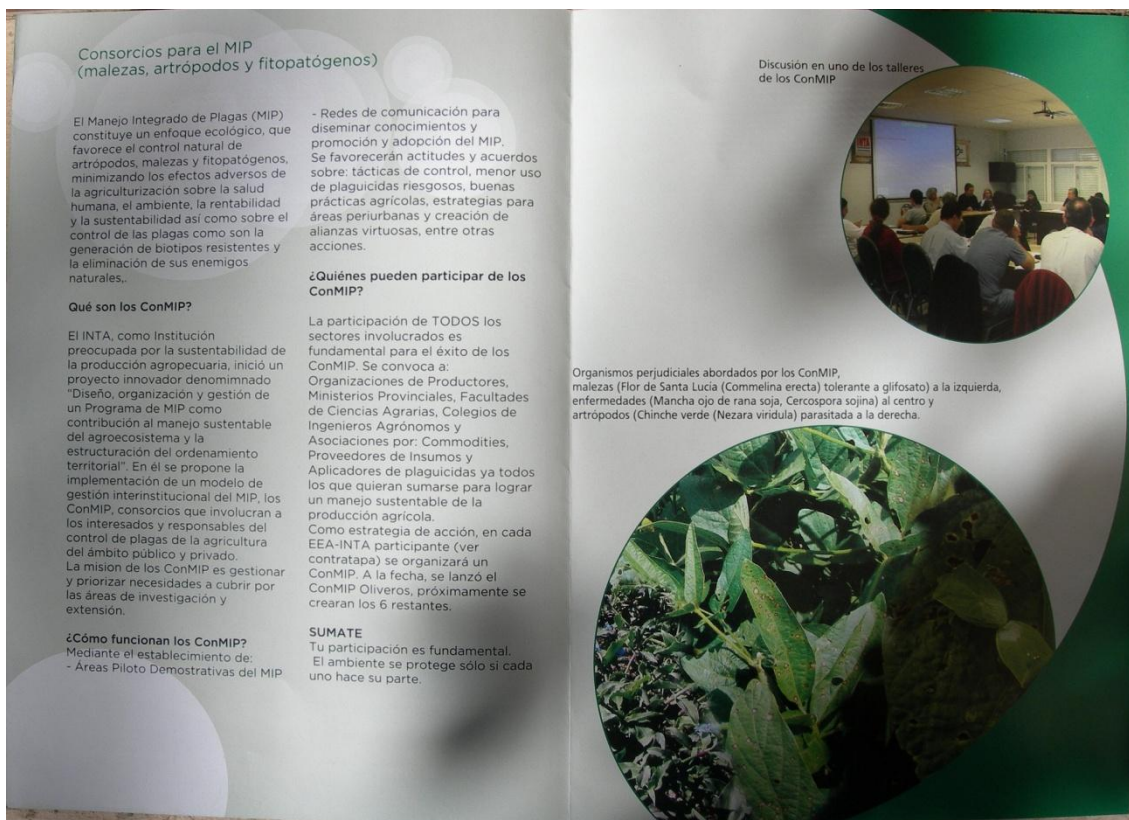 Consorcios para el MIP
(malezas, artrópodos y fitopatógenos)
El Manejo Integrado de Plagas (MIP)
constituye un enfoque ecológico, que
favorece el control natural de
artrópodos, malezas y fitopatógenos,
minimizando los efectos adversos de
la agriculturización sobre la salud
humana, el ambiente, la rentabilidad
y la sustentabilidad así como sobre el
control de las plagas como son la
generación de biotipos resistentes y
la eliminación de sus enemigos
naturales,.
Qué son los ConMIP?
El INTA, como Institución
preocupada por la sustentabilidad de
la producción agropecuaria, inició un
proyecto innovador denomimnado
"Diseño, organización y gestión de
un Programa de MIP como
contribución al manejo sustentable
del agroecosistema y la
estructuración del ordenamiento
territorial". En él se propone la
implementación de un modelo de
gestión interinstitucional del MIP, los
ConMIP, consorcios que involucran a
los interesados y responsables del
control de plagas de la agricultura
del ámbito público y privado.
La mision de los ConMIP es gestionar
y priorizar necesidades a cubrir por
las áreas de investigación y
extensión.
¿Cómo funcionan los ConMIP?
Mediante el establecimiento de:
- Áreas Piloto Demostrativas del MIP
- Redes de comunicación para
diseminar conocimientos y
promoción y adopción del MIP.
Se favorecerán actitudes y acuerdos
sobre: tácticas de control, menor uso
de plaguicidas riesgosos, buenas
prácticas agrícolas, estrategias para
áreas periurbanas y creación de
alianzas virtuosas, entre otras
acciones.
¿Quiénes pueden participar de los
ConMIP?
La participación de TODOS los
sectores involucrados es
fundamental para el éxito de los
ConMIP. Se convoca a:
Organizaciones de Productores,
Ministerios Provinciales, Facultades
de Ciencias Agrarias, Colegios de
Ingenieros Agrónomos y
Asociaciones por: Commodities,
Proveedores de Insumos y
Aplicadores de plaguicidas ya todos
los que quieran sumarse para lograr
un manejo sustentable de la
producción agrícola.
Como estrategia de acción, en cada
EEA-INTA participante (ver
contratapa) se organizará un
ConMIP. A la fecha, se lanzó el
ConMIP Oliveros, próximamente se
crearan los 6 restantes.
SUMATE
Tu participación es fundamental.
El ambiente se protege sólo si cada
uno hace su parte.
Discusión en uno de los talleres
de los ConMIP
INTA
Organismos perjudiciales abordados por los ConMIP,
malezas (Flor de Santa Lucía (Commelina erecta) tolerante a glifosato) a la izquierda,
enfermedades (Mancha ojo de rana soja, Cercospora sojina) al centro y
artrópodos (Chinche verde (Nezara viridula) parasitada a la derecha.